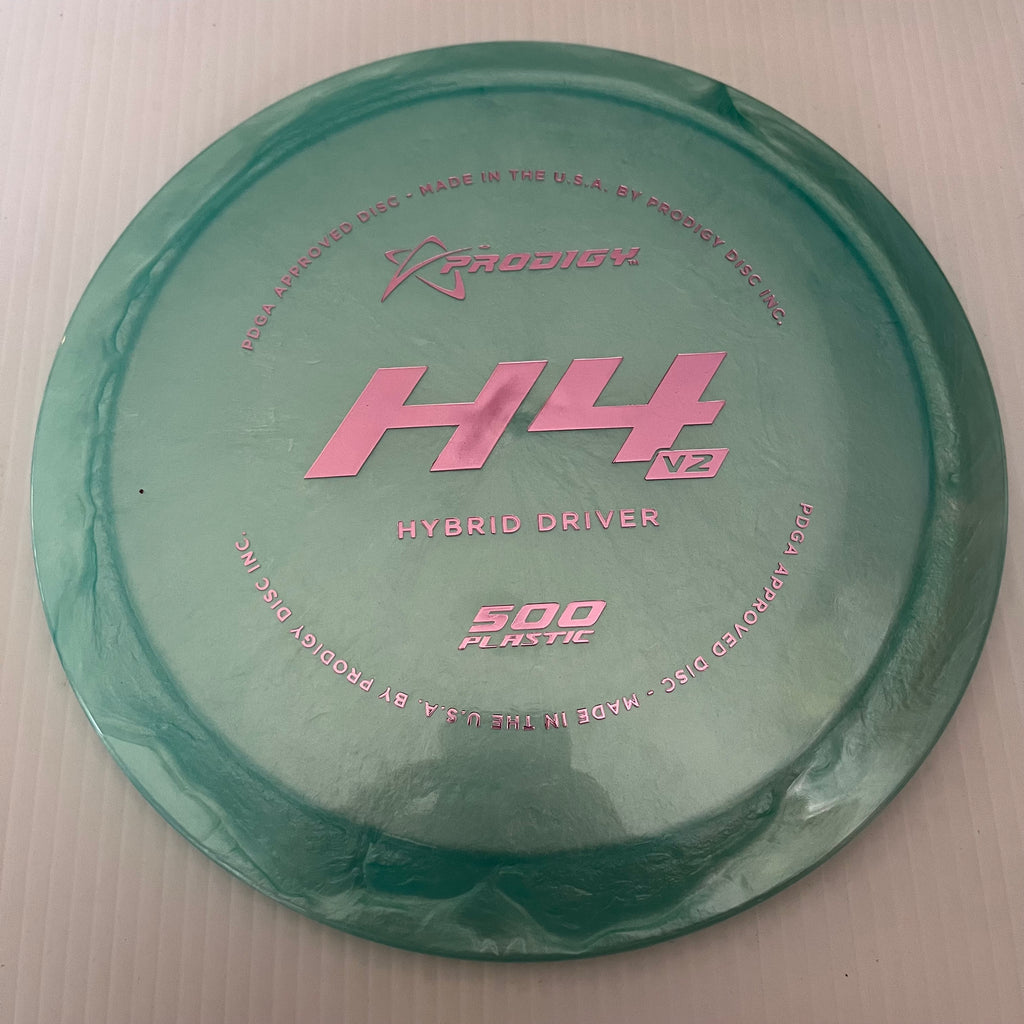 PDGA APPROVED DISC - MADE IN THE U.S.A. BY PRODIGY DISC INC.
PRODIGY™
H4
V2
HYBRID DRIVER
500
PLASTIC
PDGA APPROVED DISC - MADE IN THE U.S.A. BY PRODIGY DISC INC.